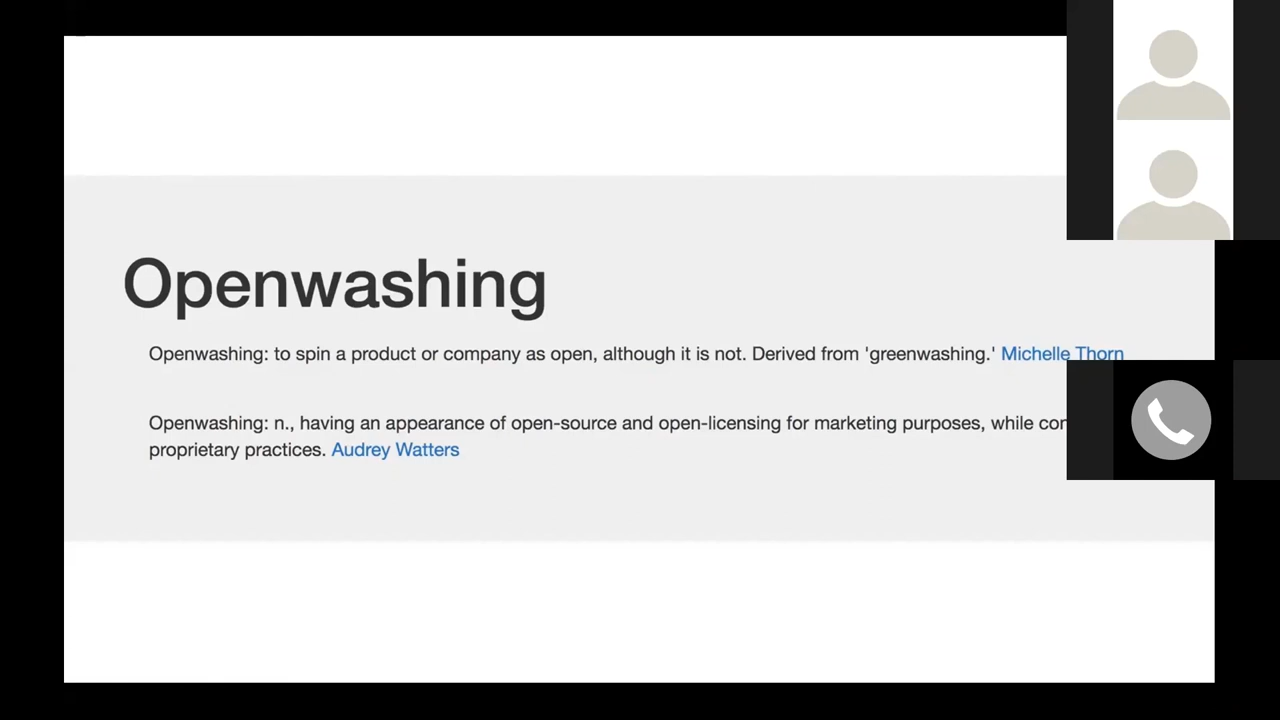 Openwashing
Openwashing: to spin a product or company as open, although it is not. Derived from 'greenwashing.' Michelle Thorn
Openwashing: n., having an appearance of open-source and open-licensing for marketing purposes, while
proprietary practices. Audrey Watters